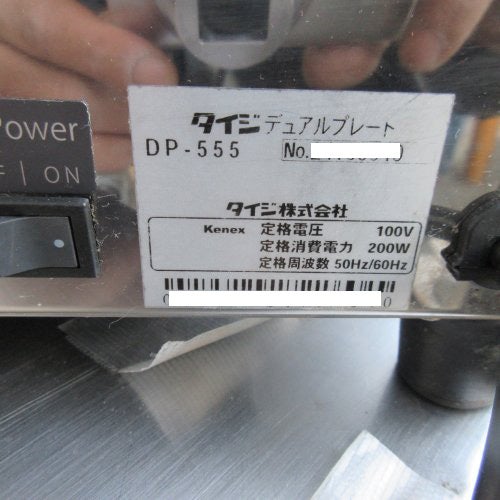 Power
OFF | ON
タイジ デュアルプレート
DP-555 No.
タイジ株式会社
Kenex 定格電圧 100V
定格消費電力 200W
定格周波数 50Hz/60Hz